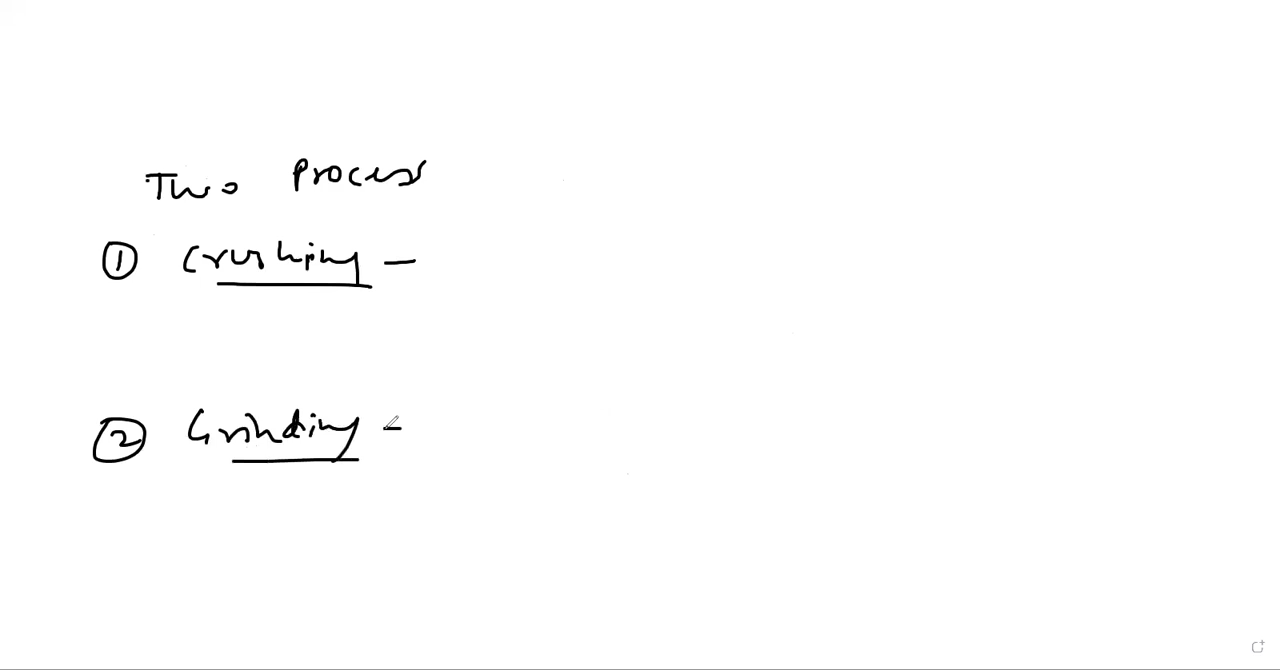 Two Process
① Crushing -
② Grinding -